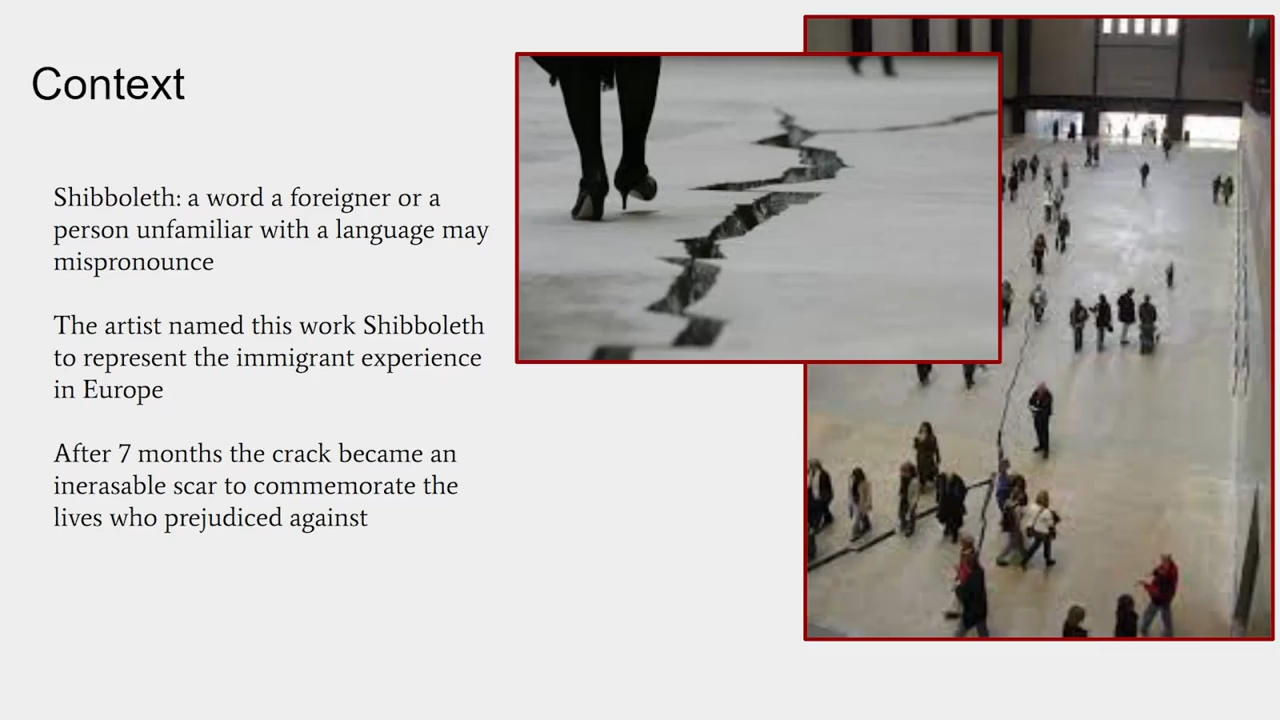 Context
Shibboleth: a word a foreigner or a
person unfamiliar with a language may
mispronounce
The artist named this work Shibboleth
to represent the immigrant experience
in Europe
After 7 months the crack became an
inerasable scar to commemorate the
lives who prejudiced against